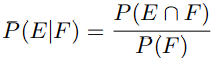 P(E|F) = P(E ∩ F) / P(F)